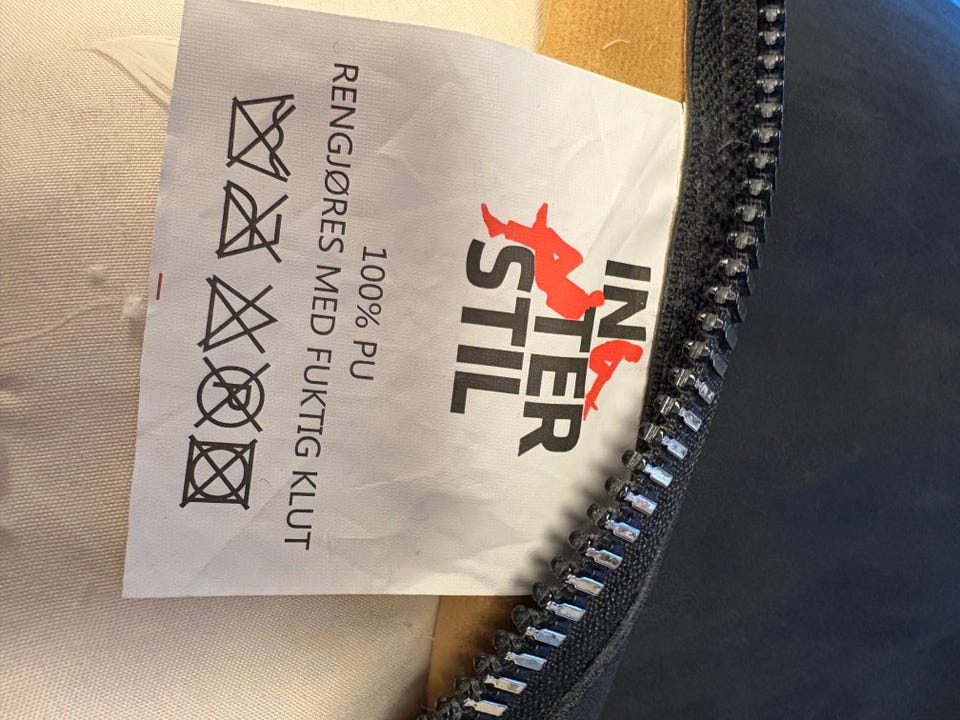 IN
TER
STIL
100% PU
RENGJØRES MED FUKTIG KLUT
P